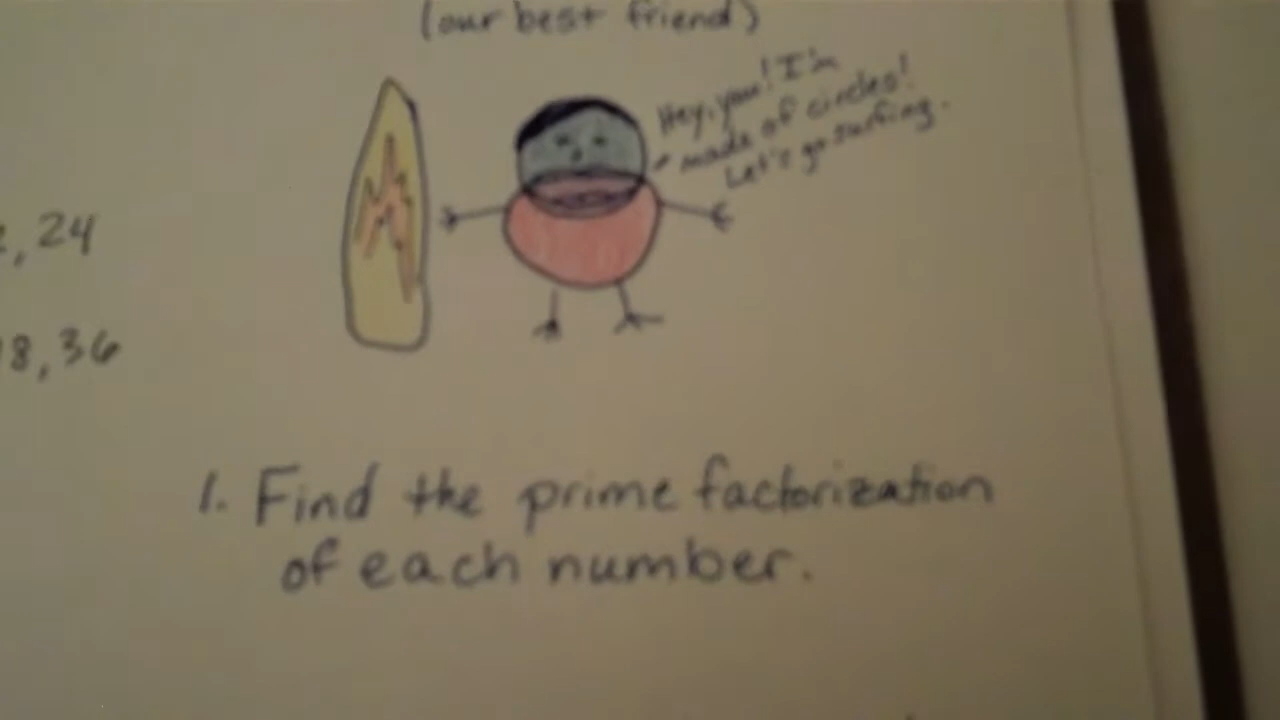 (our best friend)
Hey, you! I'm
made of circles!
Let's go surfing.
, 24
8, 36
1. Find the prime factorization
of each number.